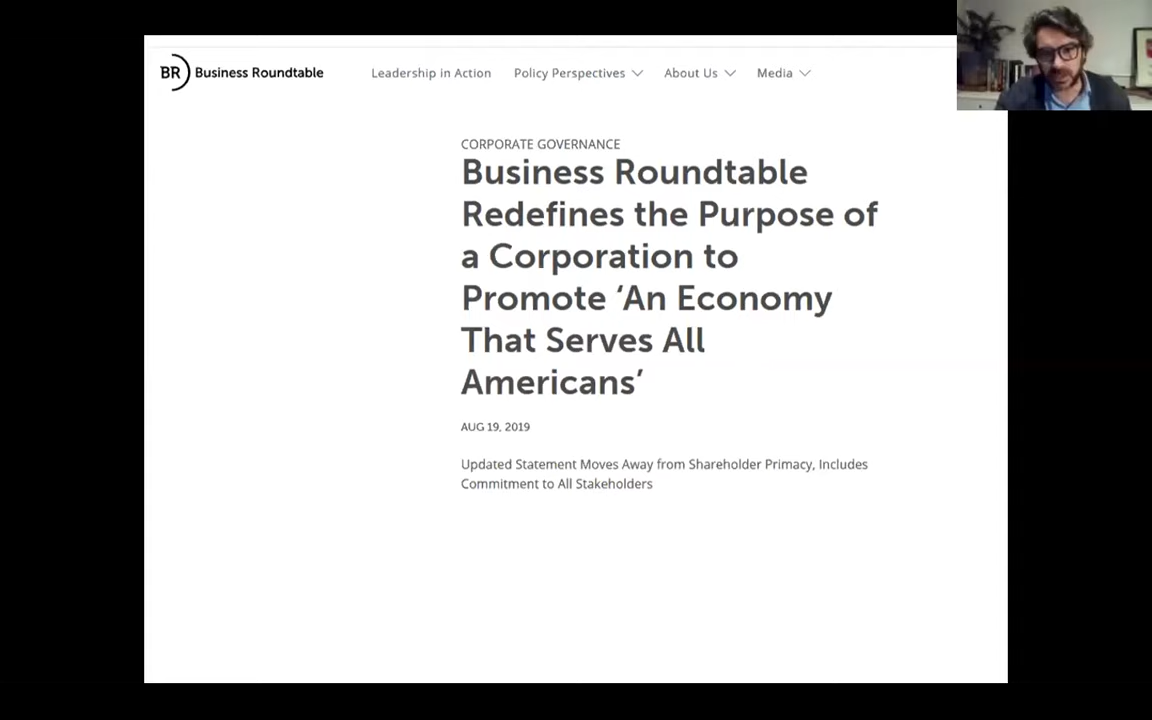 BR Business Roundtable
Leadership in Action Policy Perspectives About Us Media
CORPORATE GOVERNANCE
Business Roundtable
Redefines the Purpose of
a Corporation to
Promote ‘An Economy
That Serves All
Americans’
AUG 19, 2019
Updated Statement Moves Away from Shareholder Primacy, Includes
Commitment to All Stakeholders